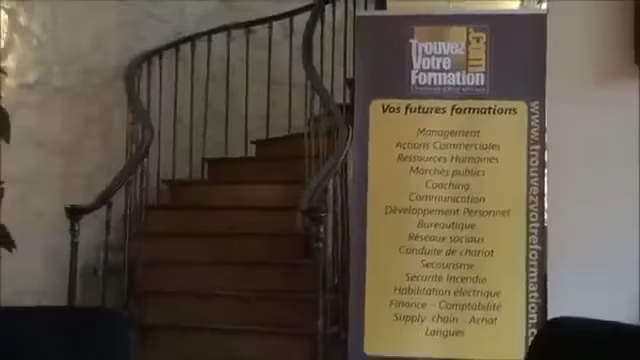 Trouvez
Votre
Formation
.com
Vos futures formations
Management
Actions Commerciales
Ressources Humaines
Marchés publics
Coaching
Communication
Développement Personnel
Bureautique
Réseaux sociaux
Conduite de chariot
Secourisme
Sécurité Incendie
Habilitation électrique
Finance - Comptabilité
Supply chain - Achat
Langues
www.trouvezvotreformation.c